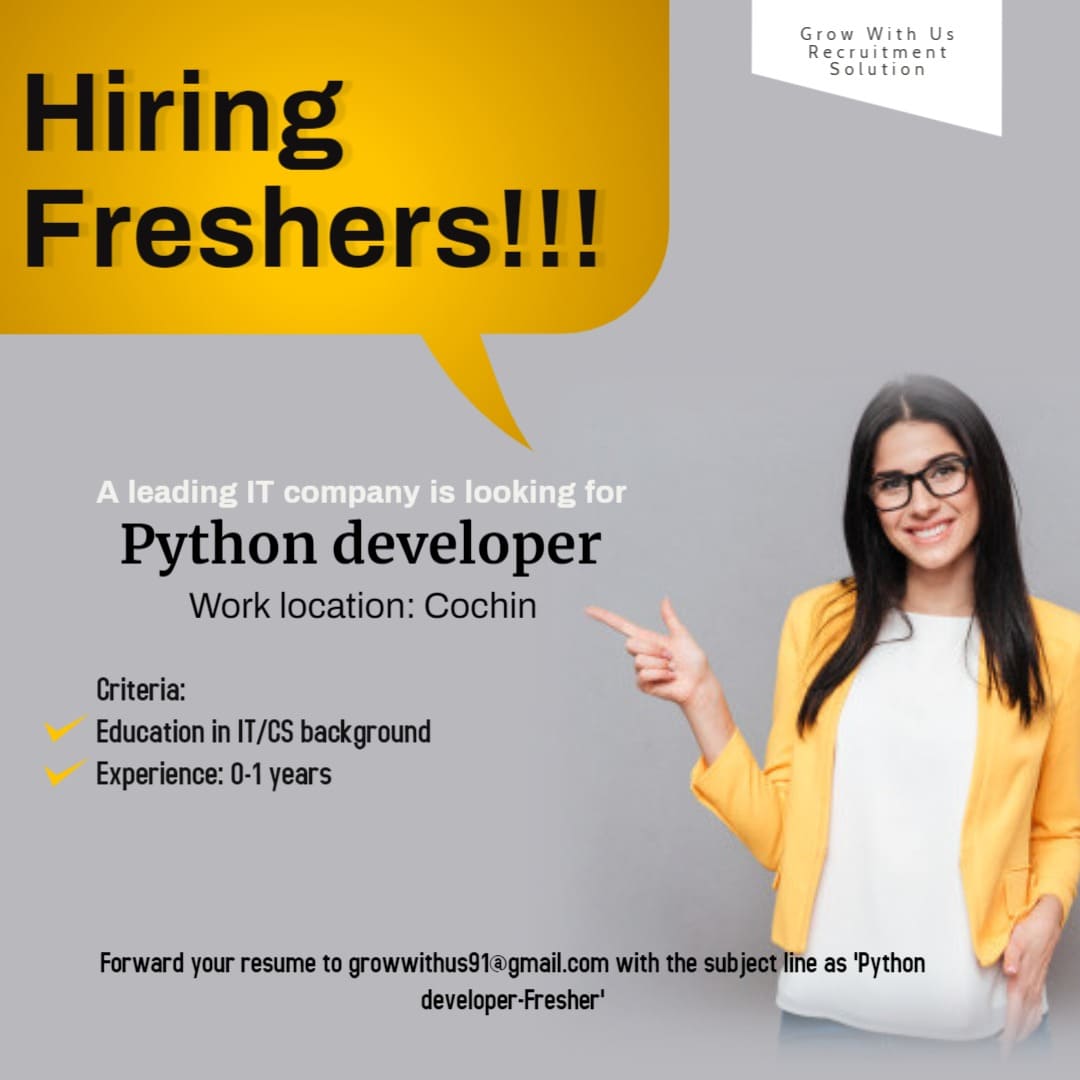 Grow With Us
Recruitment
Solution
Hiring
Freshers!!!
A leading IT company is looking for
Python developer
Work location: Cochin
Criteria:
Education in IT/CS background
Experience: 0-1 years
Forward your resume to growwithus91@gmail.com with the subject line as 'Python
developer-Fresher'